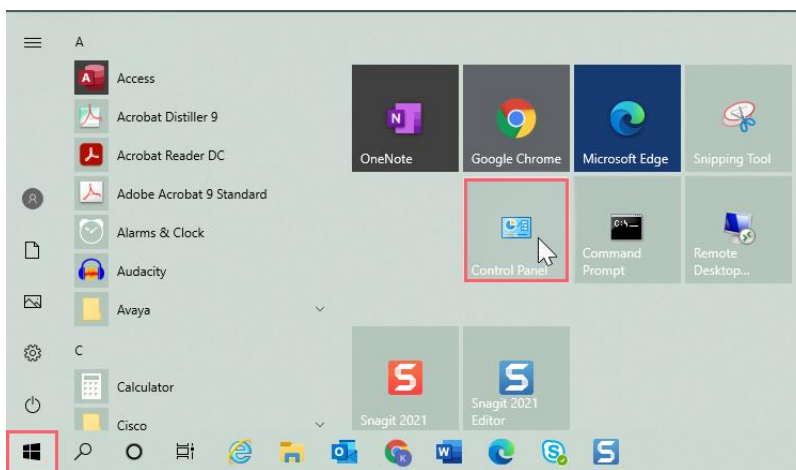 A
Access
Acrobat Distiller 9
Acrobat Reader DC
Adobe Acrobat 9 Standard
Alarms & Clock
Audacity
Avaya
C
Calculator
Cisco
OneNote
Google Chrome
Microsoft Edge
Snipping Tool
Control Panel
Command
Prompt
Remote
Desktop...
Snagit 2021
Snagit 2021
Editor